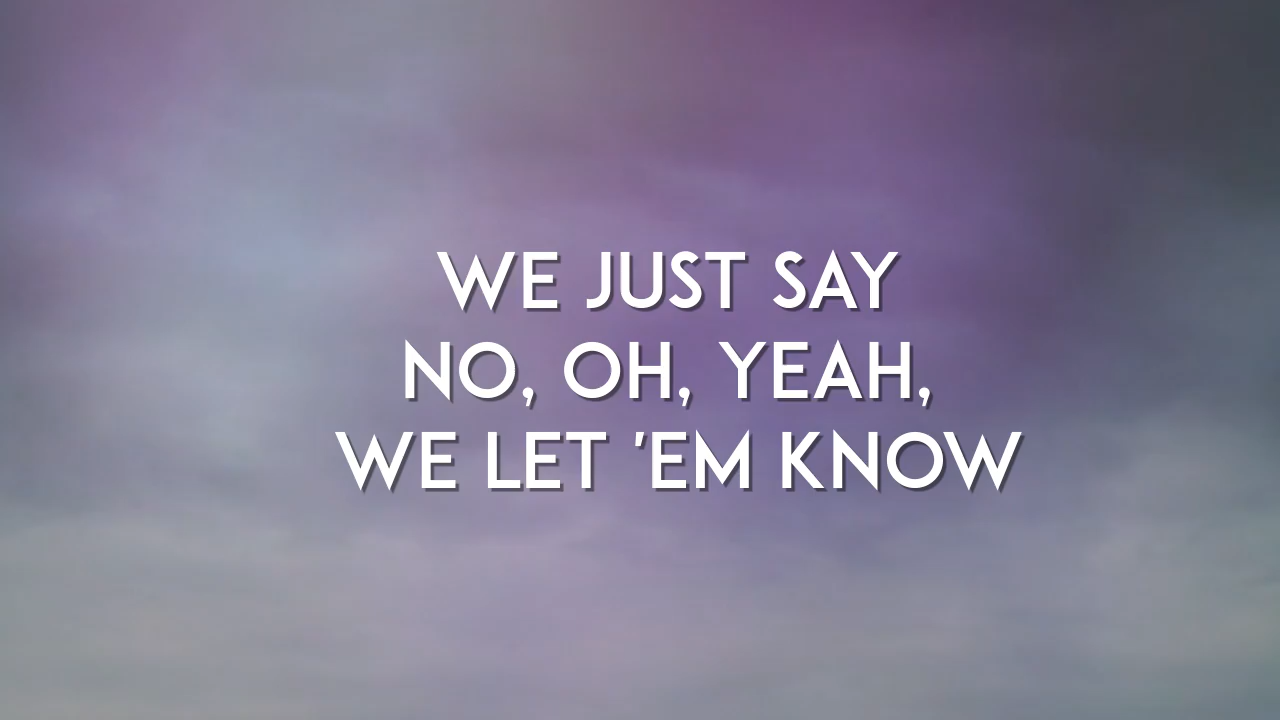 WE JUST SAY
NO, OH, YEAH,
WE LET 'EM KNOW